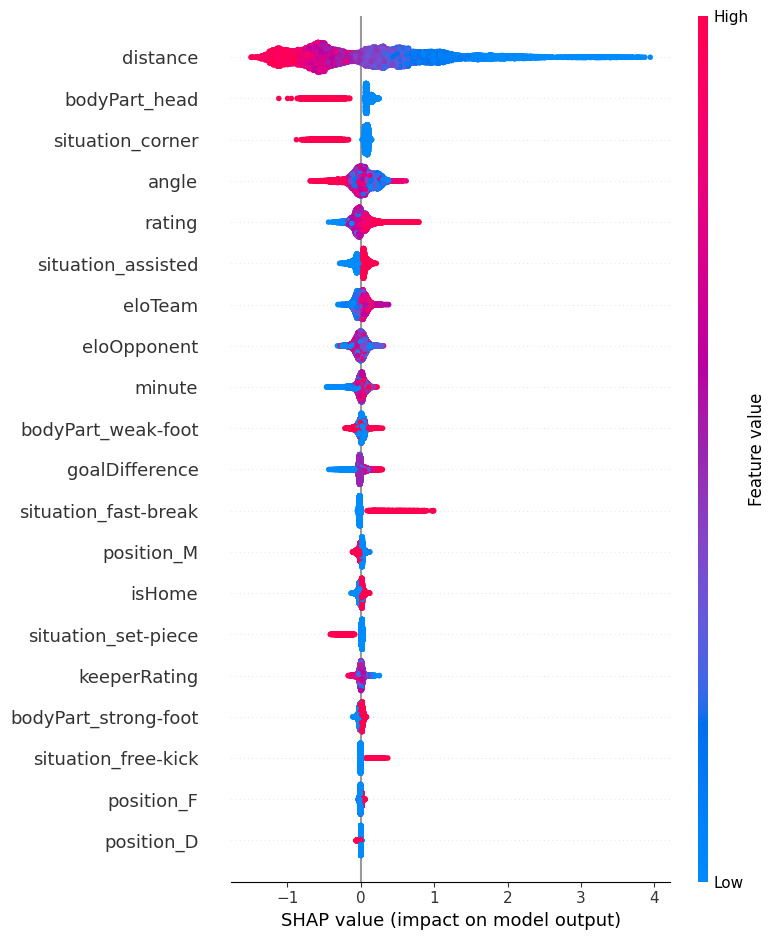 High
distance
bodyPart_head
situation_corner
angle
rating
situation_assisted
eloTeam
eloOpponent
minute
bodyPart_weak-foot
goalDifference
situation_fast-break
position_M
isHome
situation_set-piece
keeperRating
bodyPart_strong-foot
situation_free-kick
position_F
position_D
Feature value
Low
−1 0 1 2 3 4
SHAP value (impact on model output)